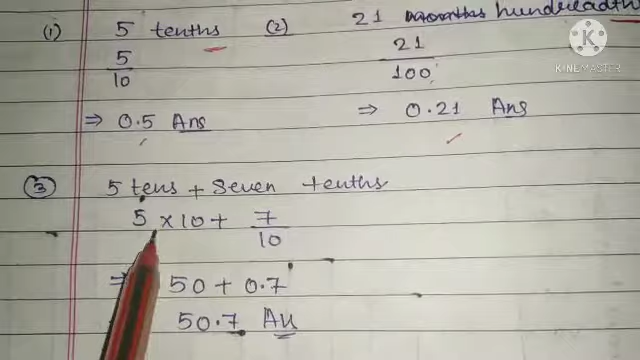 (1) 5 tenths (2) 21 hundreadth
5/10 21/100
⇒ 0.5 Ans ⇒ 0.21 Ans
(3) 5 tens + Seven tenths
5 × 10 + 7/10
⇒ 50 + 0.7
50.7 Ans
KINEMASTER